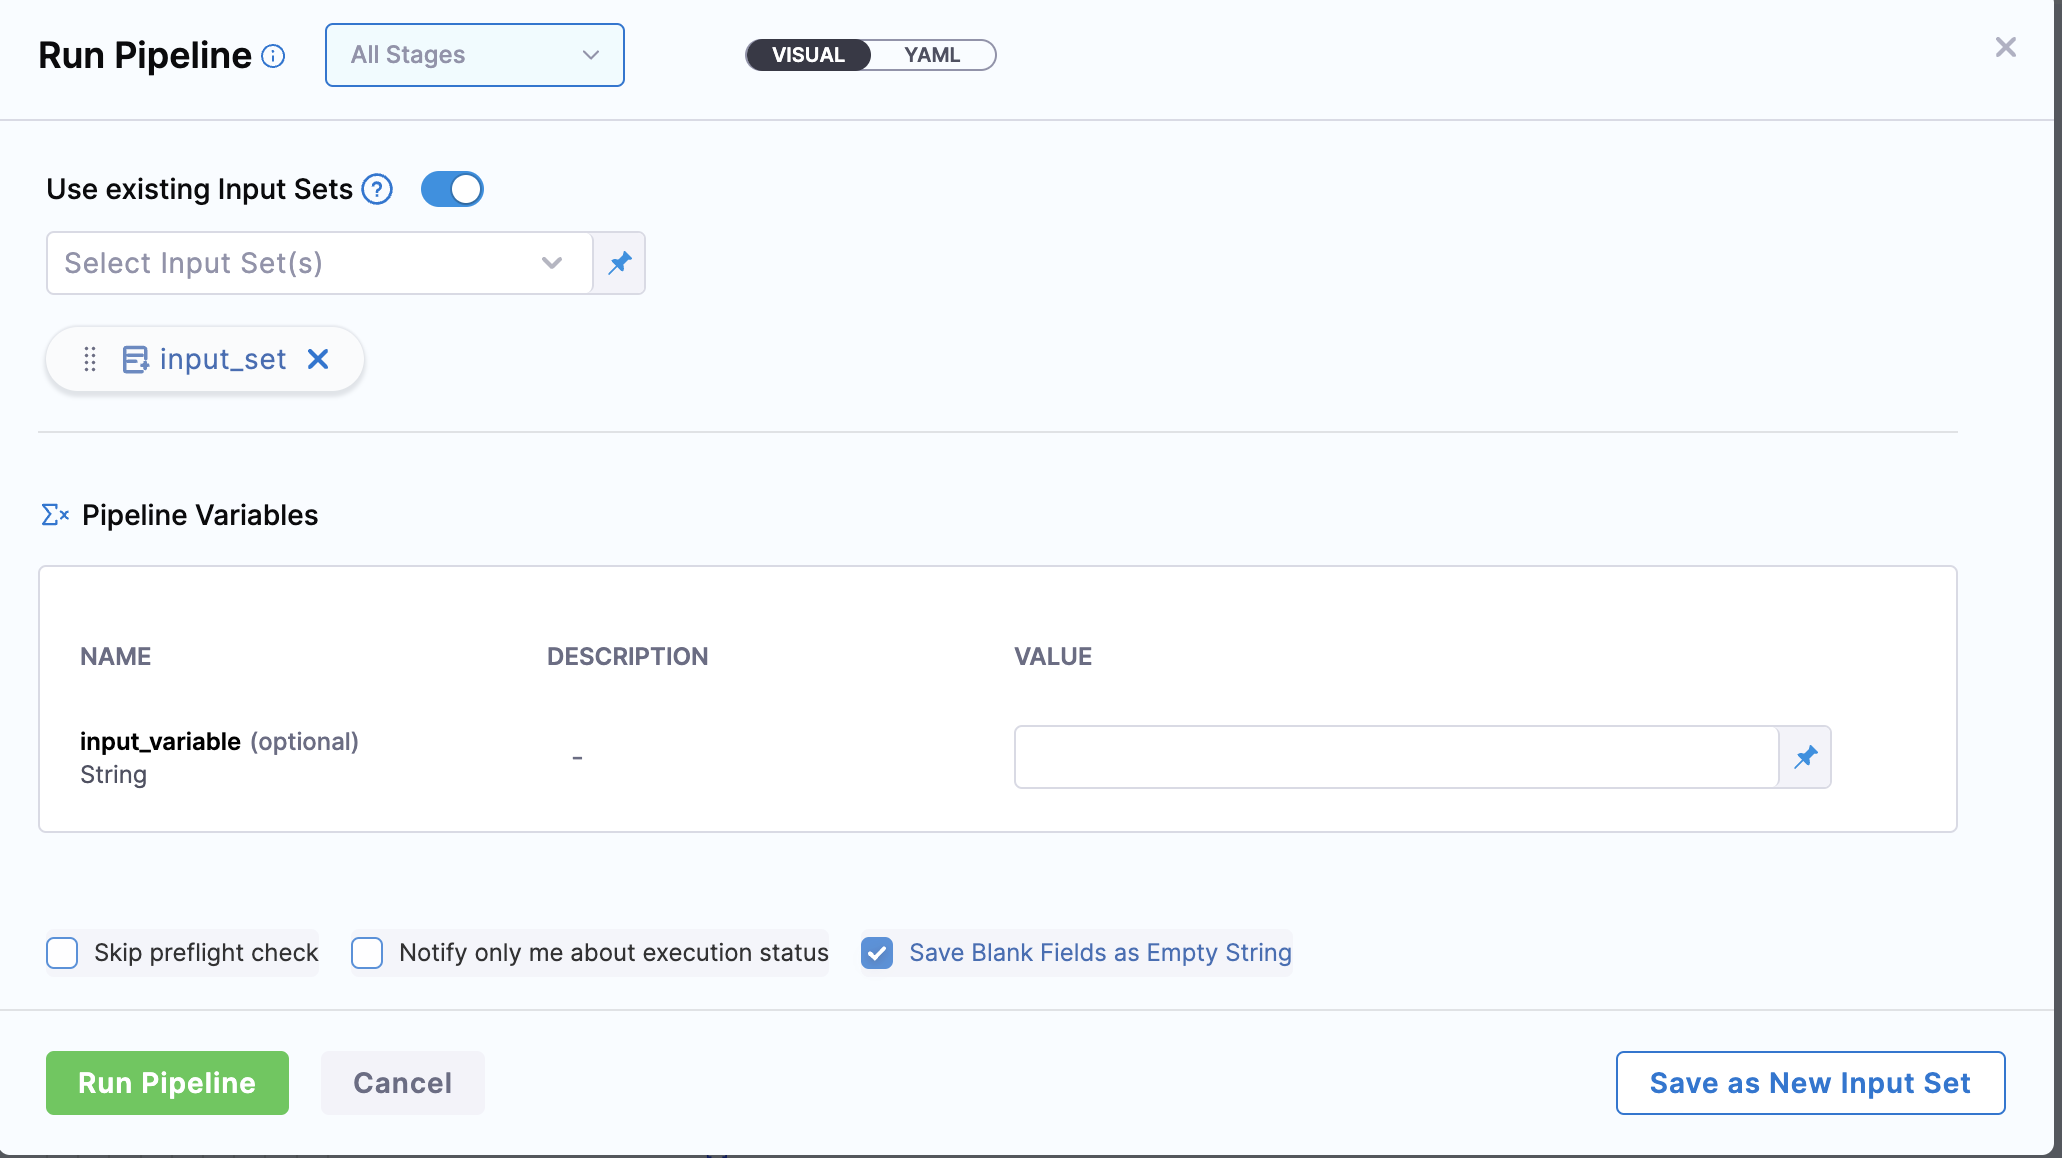 Run Pipeline
All Stages
VISUAL
YAML
Use existing Input Sets
Select Input Set(s)
input_set
Pipeline Variables
NAME DESCRIPTION VALUE
input_variable (optional)
String
-
Skip preflight check
Notify only me about execution status
Save Blank Fields as Empty String
Run Pipeline
Cancel
Save as New Input Set